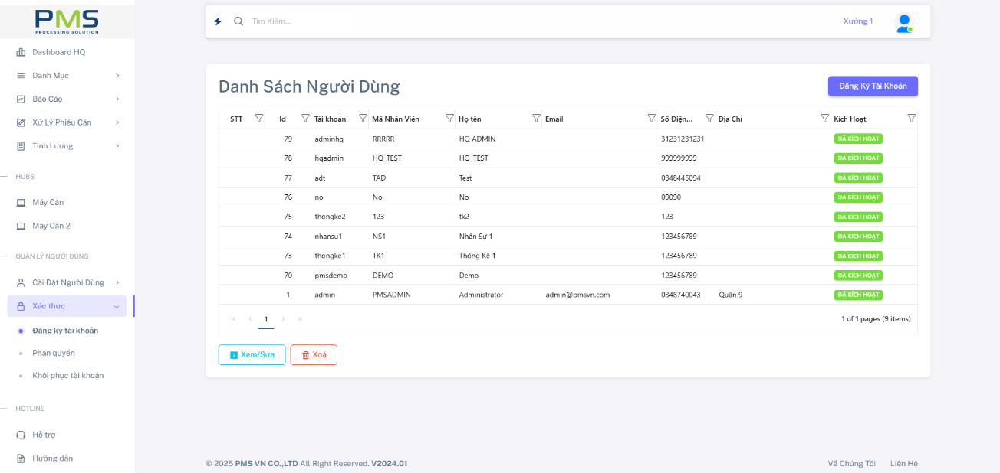 PMS
PROCESSING SOLUTION
Dashboard HQ
Danh Mục
Báo Cáo
Xử Lý Phiếu Cân
Tính Lương
HUBS
Máy Cân
Máy Cân 2
QUẢN LÝ NGƯỜI DÙNG
Cài Đặt Người Dùng
Xác thực
Đăng ký tài khoản
Phân quyền
Khôi phục tài khoản
HOTLINE
Hỗ trợ
Hướng dẫn
Tìm Kiếm...
Xưởng 1
Danh Sách Người Dùng
Đăng Ký Tài Khoản
STT Id Tài khoản Mã Nhân Viên Họ tên Email Số Điện... Địa Chỉ Kích Hoạt
79 adminhq RRRRR HQ ADMIN 31231231231 ĐÃ KÍCH HOẠT
78 hqadmin HQ_TEST HQ_TEST 999999999 ĐÃ KÍCH HOẠT
77 adt TAD Test 0348445094 ĐÃ KÍCH HOẠT
76 no No No 09090 ĐÃ KÍCH HOẠT
75 thongke2 123 tk2 123 ĐÃ KÍCH HOẠT
74 nhansu1 NS1 Nhân Sự 1 123456789 ĐÃ KÍCH HOẠT
73 thongke1 TK1 Thống Kê 1 123456789 ĐÃ KÍCH HOẠT
70 pmsdemo DEMO Demo 123456789 ĐÃ KÍCH HOẠT
1 admin PMSADMIN Administrator admin@pmsvn.com 0348740043 Quận 9 ĐÃ KÍCH HOẠT
1
1 of 1 pages (9 items)
Xem/Sửa
Xoá
© 2025 PMS VN CO.,LTD All Right Reserved. V2024.01
Về Chúng Tôi
Liên Hệ